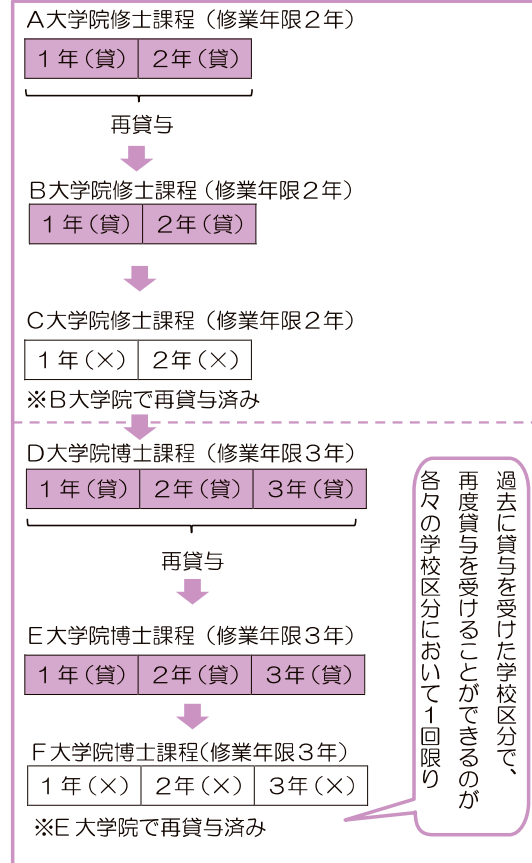 A大学院修士課程（修業年限２年）
１年（貸） ２年（貸）
再貸与
B大学院修士課程（修業年限２年）
１年（貸） ２年（貸）
C大学院修士課程（修業年限２年）
１年（×） ２年（×）
※B大学院で再貸与済み
D大学院博士課程（修業年限３年）
１年（貸） ２年（貸） ３年（貸）
再貸与
E大学院博士課程（修業年限３年）
１年（貸） ２年（貸） ３年（貸）
F大学院博士課程(修業年限３年）
１年（×） ２年（×） ３年（×）
※E大学院で再貸与済み
過去に貸与を受けた学校区分で、
再度貸与を受けることができるのが
各々の学校区分において１回限り